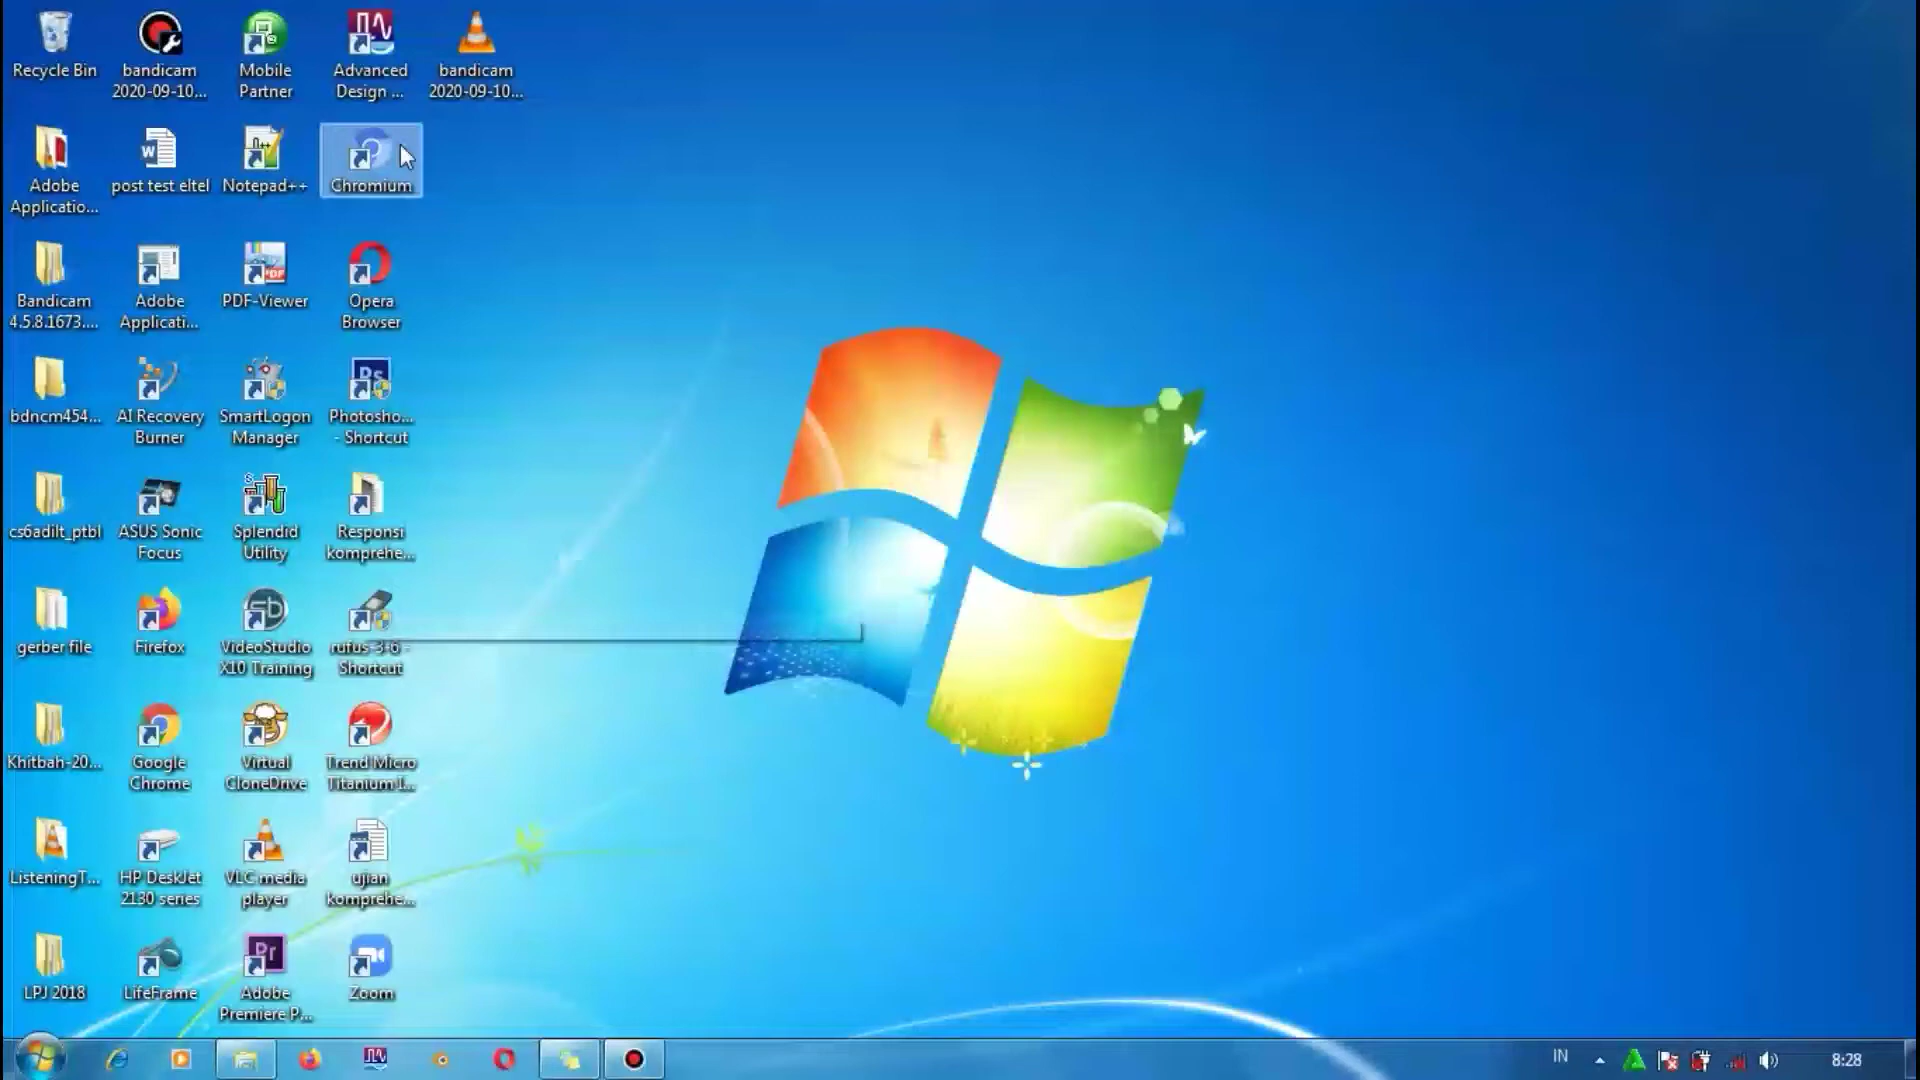 Recycle Bin
bandicam
2020-09-10...
Mobile
Partner
Advanced
Design ...
bandicam
2020-09-10...
Adobe
Applicatio...
post test eltel
Notepad++
Chromium
Bandicam
4.5.8.1673....
Adobe
Applicati...
PDF-Viewer
Opera
Browser
bdncm454...
AI Recovery
Burner
SmartLogon
Manager
Photosho...
- Shortcut
cs6adilt_ptbl
ASUS Sonic
Focus
Splendid
Utility
Responsi
komprehe...
gerber file
Firefox
VideoStudio
X10 Training
rufus-3-6 -
Shortcut
Khitbah-20...
Google
Chrome
Virtual
CloneDrive
Trend Micro
Titanium I...
ListeningT...
HP DeskJet
2130 series
VLC media
player
ujian
komprehe...
LPJ 2018
LifeFrame
Adobe
Premiere P...
Zoom
IN
8:28